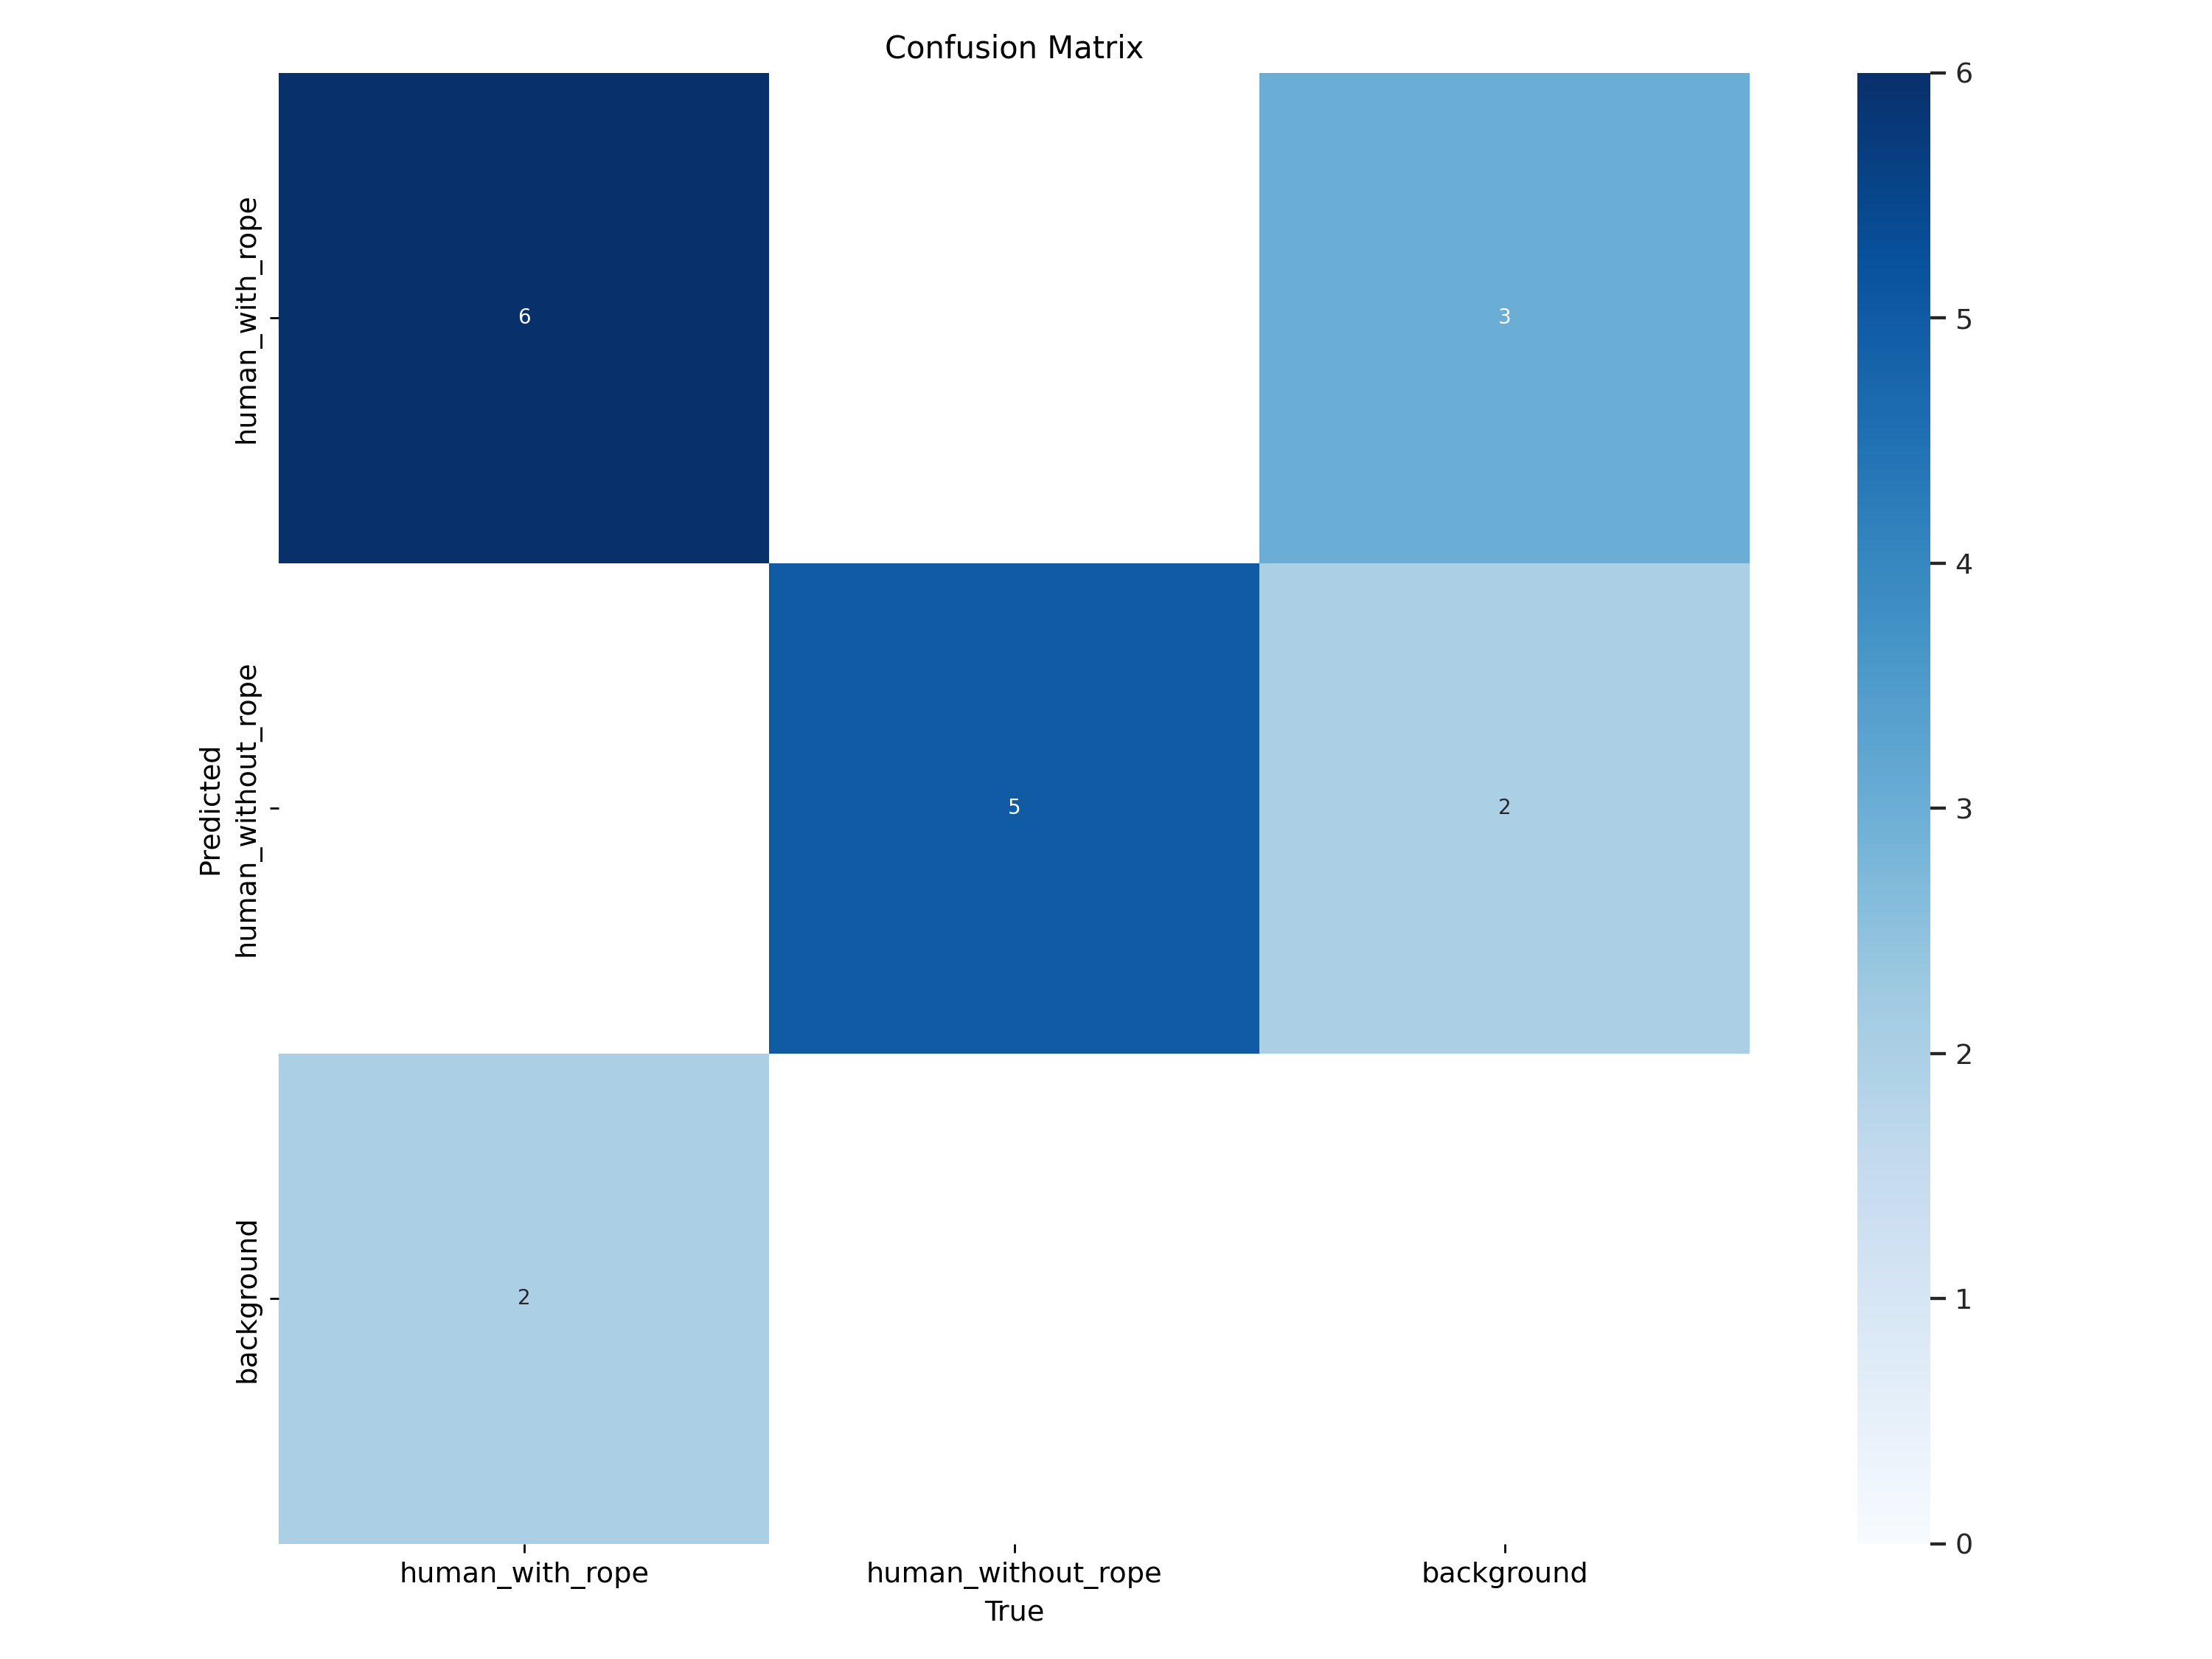 Confusion Matrix
Predicted
human_with_rope
human_without_rope
background
6
3
5
2
2
human_with_rope
human_without_rope
background
True
6
5
4
3
2
1
0